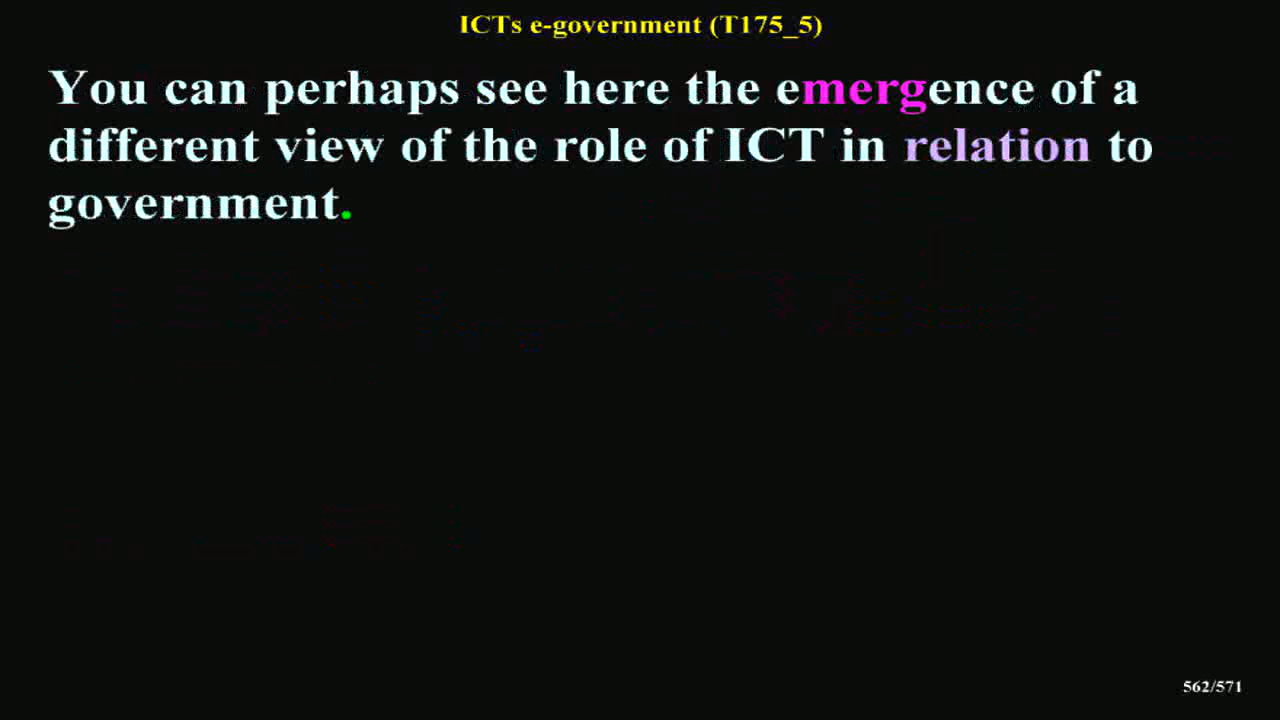 ICTs e-government (T175_5)
You can perhaps see here the emergence of a
different view of the role of ICT in relation to
government.
562/571